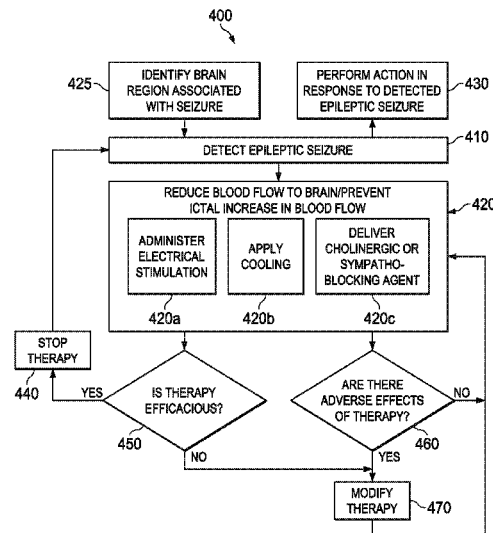 400
425
IDENTIFY BRAIN
REGION ASSOCIATED
WITH SEIZURE
PERFORM ACTION IN
RESPONSE TO DETECTED
EPILEPTIC SEIZURE
430
DETECT EPILEPTIC SEIZURE
410
REDUCE BLOOD FLOW TO BRAIN/PREVENT
ICTAL INCREASE IN BLOOD FLOW
420
ADMINISTER
ELECTRICAL
STIMULATION
420a
APPLY
COOLING
420b
DELIVER
CHOLINERGIC OR
SYMPATHO-
BLOCKING AGENT
420c
STOP
THERAPY
440
YES
IS THERAPY
EFFICACIOUS?
450
NO
ARE THERE
ADVERSE EFFECTS
OF THERAPY?
NO
460
YES
MODIFY
THERAPY
470